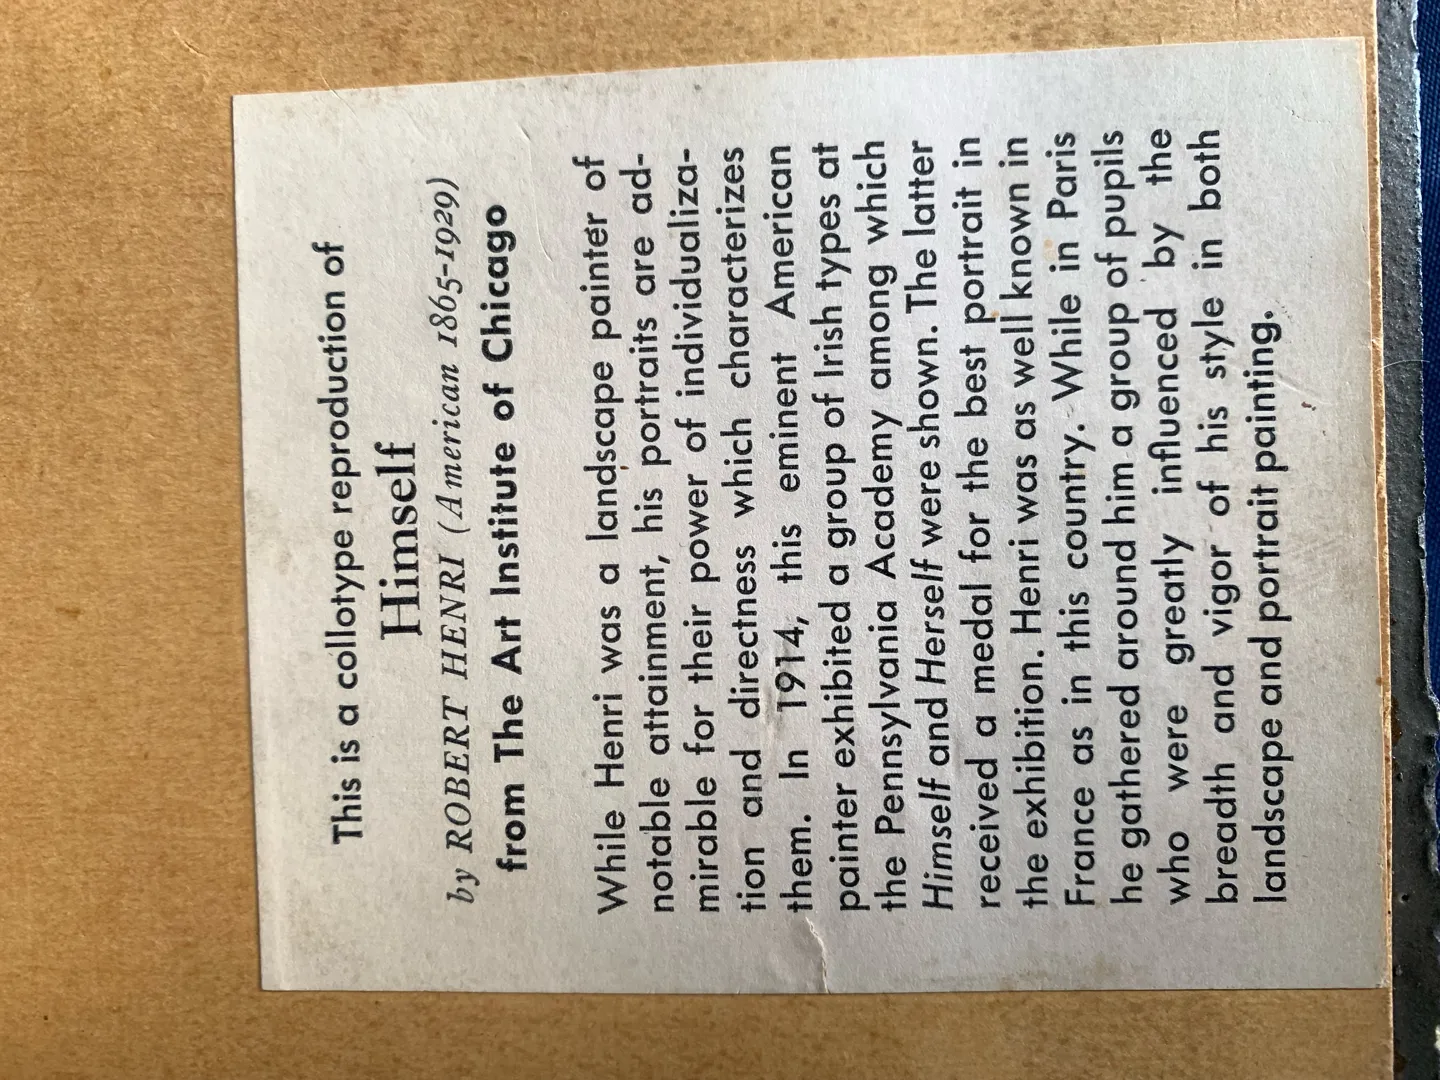 This is a collotype reproduction of
Himself
by ROBERT HENRI (American 1865-1929)
from The Art Institute of Chicago
While Henri was a landscape painter of
notable attainment, his portraits are ad-
mirable for their power of individualiza-
tion and directness which characterizes
them. In 1914, this eminent American
painter exhibited a group of Irish types at
the Pennsylvania Academy among which
Himself and Herself were shown. The latter
received a medal for the best portrait in
the exhibition. Henri was as well known in
France as in this country. While in Paris
he gathered around him a group of pupils
who were greatly influenced by the
breadth and vigor of his style in both
landscape and portrait painting.